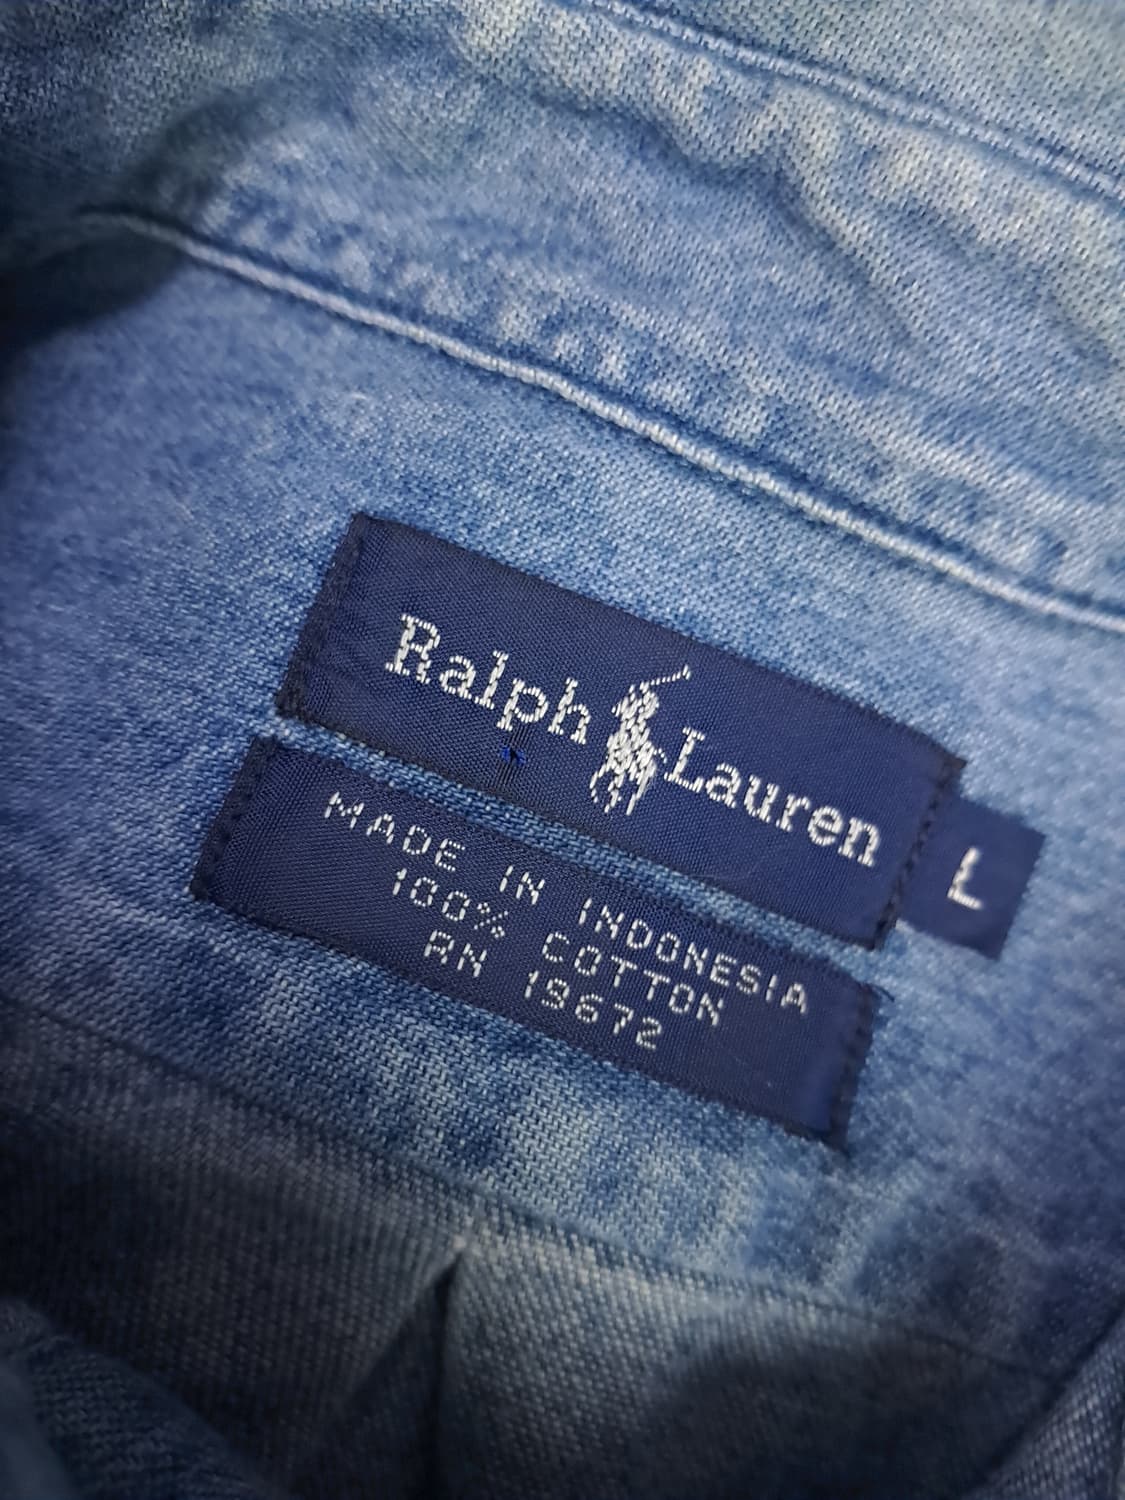 Ralph Lauren
L
MADE IN INDONESIA
100% COTTON
RN 19672